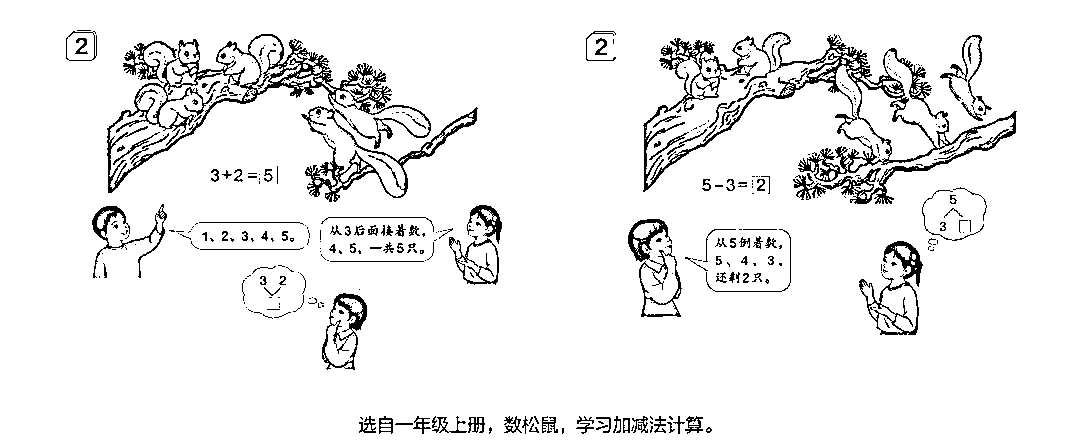 2
3+2=5
1、2、3、4、5。
从3后面接着数，
4、5，一共5只。
3 2
2
5-3=2
从5倒着数，
5、4、3，
还剩2只。
5
3
选自一年级上册，数松鼠，学习加减法计算。